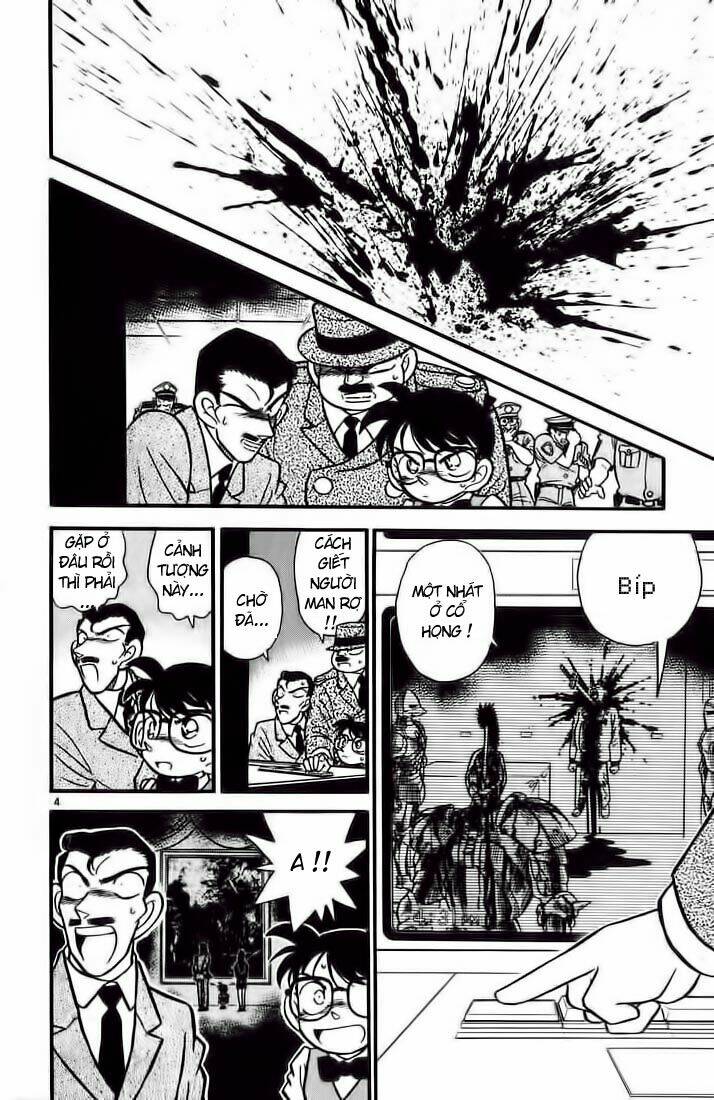 Bíp
MỘT NHÁT
Ở CỔ
HỌNG !
CÁCH
GIẾT
NGƯỜI
MAN RỢ
!!
CHỜ
ĐÃ...
CẢNH
TƯỢNG
NÀY...
GẶP Ở
ĐÂU RỒI
THÌ PHẢI
...
4
A !!